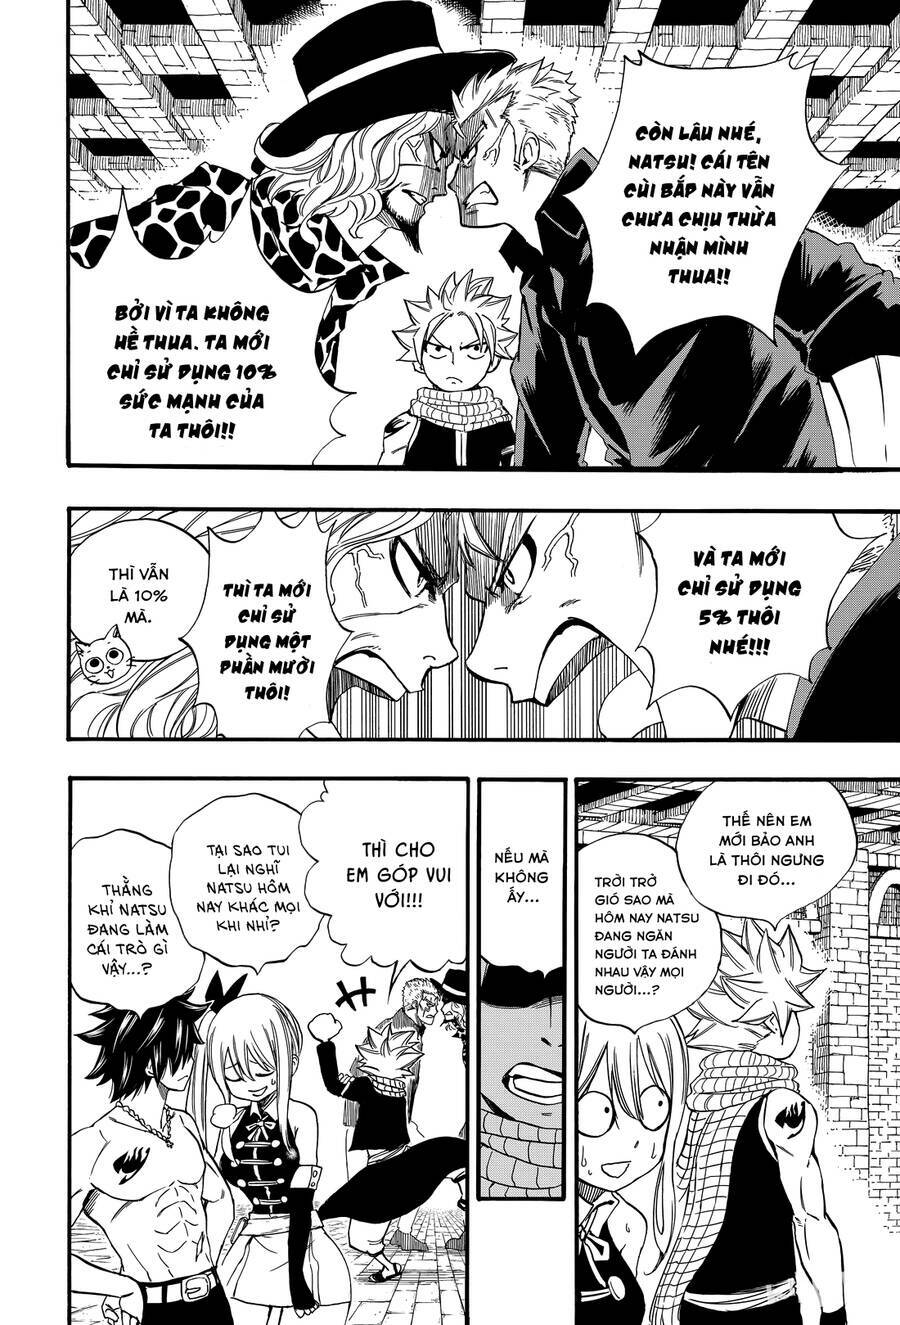 CÒN LÂU NHÉ,
NATSU! CÁI TÊN
CÙI BẮP NÀY VẪN
CHƯA CHỊU THỪA
NHẬN MÌNH
THUA!!
BỞI VÌ TA KHÔNG
HỀ THUA. TA MỚI
CHỈ SỬ DỤNG 10%
SỨC MẠNH CỦA
TA THÔI!!
VÀ TA MỚI
CHỈ SỬ DỤNG
5% THÔI
NHÉ!!!
THÌ TA MỚI
CHỈ SỬ
DỤNG MỘT
PHẦN MƯỜI
THÔI!
THÌ VẪN
LÀ 10%
MÀ.
THẾ NÊN EM
MỚI BẢO ANH
LÀ THÔI NGƯNG
ĐI ĐÓ...
TRỜI TRỞ
GIÓ SAO MÀ
HÔM NAY NATSU
ĐANG NGĂN
NGƯỜI TA ĐÁNH
NHAU VẬY MỌI
NGƯỜI...?
NẾU MÀ
KHÔNG
ẤY...
THÌ CHO
EM GÓP VUI
VỚI!!!
TẠI SAO TUI
LẠI NGHĨ
NATSU HÔM
NAY KHÁC MỌI
KHI NHỈ?
THẰNG
KHỈ NATSU
ĐANG LÀM
CÁI TRÒ GÌ
VẬY...?